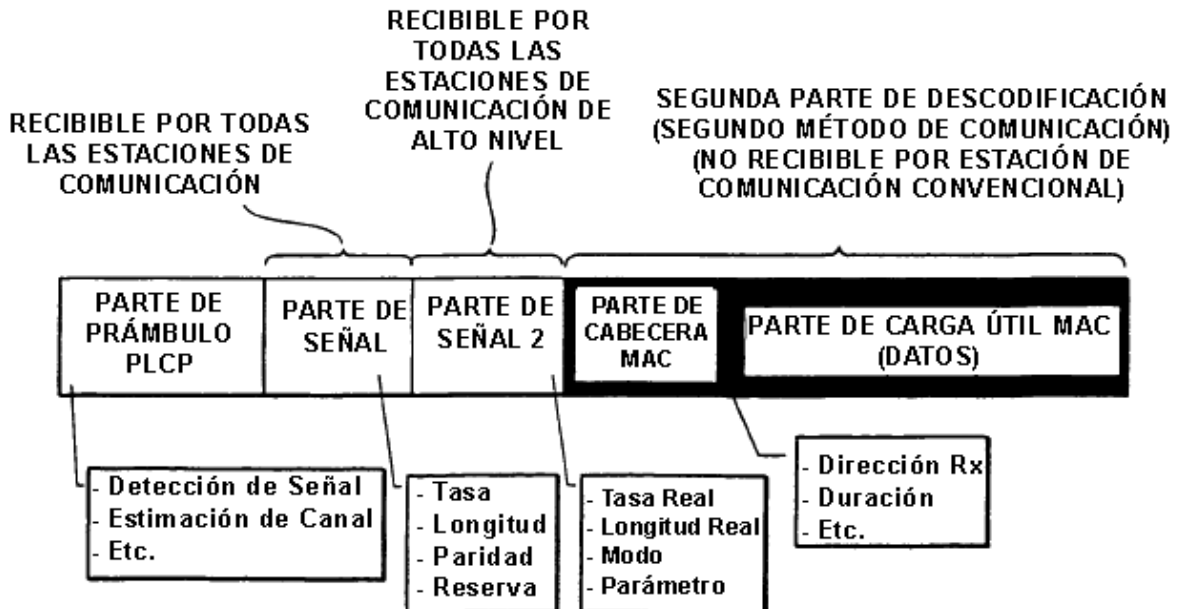 RECIBIBLE POR TODAS
LAS ESTACIONES DE
COMUNICACIÓN
RECIBIBLE POR
TODAS LAS
ESTACIONES DE
COMUNICACIÓN DE
ALTO NIVEL
SEGUNDA PARTE DE DESCODIFICACIÓN
(SEGUNDO MÉTODO DE COMUNICACIÓN)
(NO RECIBIBLE POR ESTACIÓN DE
COMUNICACIÓN CONVENCIONAL)
PARTE DE
PRÁMBULO
PLCP
PARTE DE
SEÑAL
PARTE DE
SEÑAL 2
PARTE DE
CABECERA
MAC
PARTE DE CARGA ÚTIL MAC
(DATOS)
- Detección de Señal
- Estimación de Canal
- Etc.
- Tasa
- Longitud
- Paridad
- Reserva
- Tasa Real
- Longitud Real
- Modo
- Parámetro
- Dirección Rx
- Duración
- Etc.